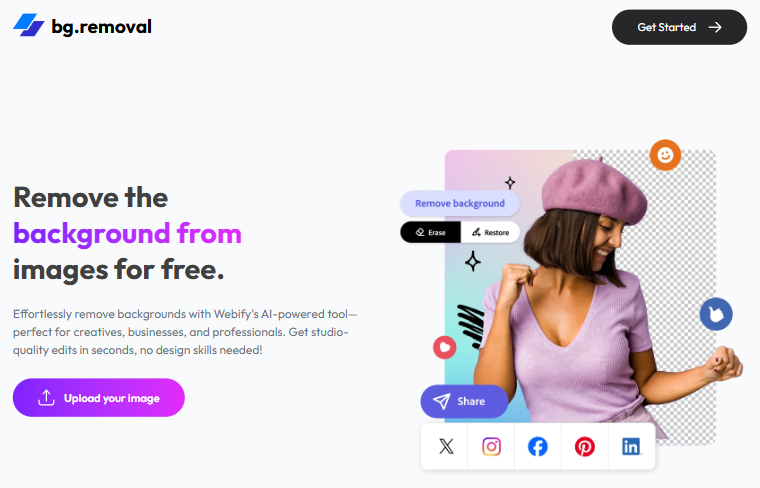 bg.removal
Get Started
Remove the
background from
images for free.
Effortlessly remove backgrounds with Webify's AI-powered tool—
perfect for creatives, businesses, and professionals. Get studio-
quality edits in seconds, no design skills needed!
Upload your image
Remove background
Erase
Restore
Share
X
in